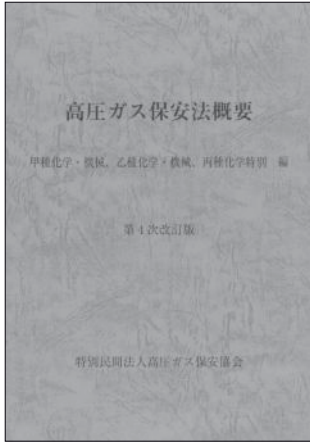 高圧ガス保安法概要
甲種化学・機械、乙種化学・機械、丙種化学特別　編
第4次改訂版
特別民間法人高圧ガス保安協会